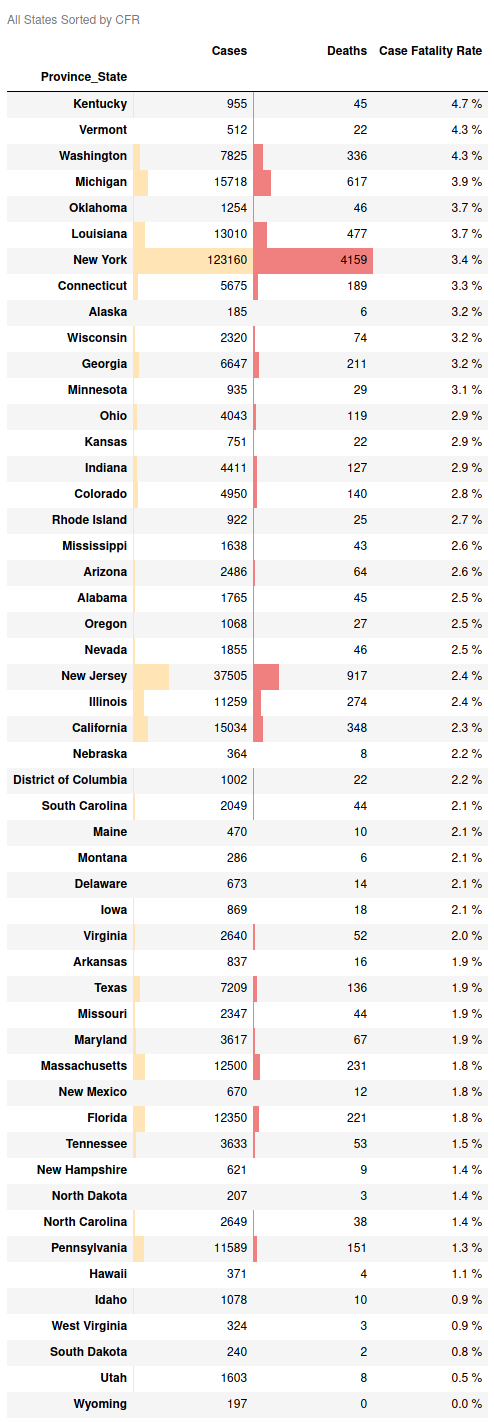 All States Sorted by CFR
Cases Deaths Case Fatality Rate
Province_State
Kentucky 955 45 4.7 %
Vermont 512 22 4.3 %
Washington 7825 336 4.3 %
Michigan 15718 617 3.9 %
Oklahoma 1254 46 3.7 %
Louisiana 13010 477 3.7 %
New York 123160 4159 3.4 %
Connecticut 5675 189 3.3 %
Alaska 185 6 3.2 %
Wisconsin 2320 74 3.2 %
Georgia 6647 211 3.2 %
Minnesota 935 29 3.1 %
Ohio 4043 119 2.9 %
Kansas 751 22 2.9 %
Indiana 4411 127 2.9 %
Colorado 4950 140 2.8 %
Rhode Island 922 25 2.7 %
Mississippi 1638 43 2.6 %
Arizona 2486 64 2.6 %
Alabama 1765 45 2.5 %
Oregon 1068 27 2.5 %
Nevada 1855 46 2.5 %
New Jersey 37505 917 2.4 %
Illinois 11259 274 2.4 %
California 15034 348 2.3 %
Nebraska 364 8 2.2 %
District of Columbia 1002 22 2.2 %
South Carolina 2049 44 2.1 %
Maine 470 10 2.1 %
Montana 286 6 2.1 %
Delaware 673 14 2.1 %
Iowa 869 18 2.1 %
Virginia 2640 52 2.0 %
Arkansas 837 16 1.9 %
Texas 7209 136 1.9 %
Missouri 2347 44 1.9 %
Maryland 3617 67 1.9 %
Massachusetts 12500 231 1.8 %
New Mexico 670 12 1.8 %
Florida 12350 221 1.8 %
Tennessee 3633 53 1.5 %
New Hampshire 621 9 1.4 %
North Dakota 207 3 1.4 %
North Carolina 2649 38 1.4 %
Pennsylvania 11589 151 1.3 %
Hawaii 371 4 1.1 %
Idaho 1078 10 0.9 %
West Virginia 324 3 0.9 %
South Dakota 240 2 0.8 %
Utah 1603 8 0.5 %
Wyoming 197 0 0.0 %